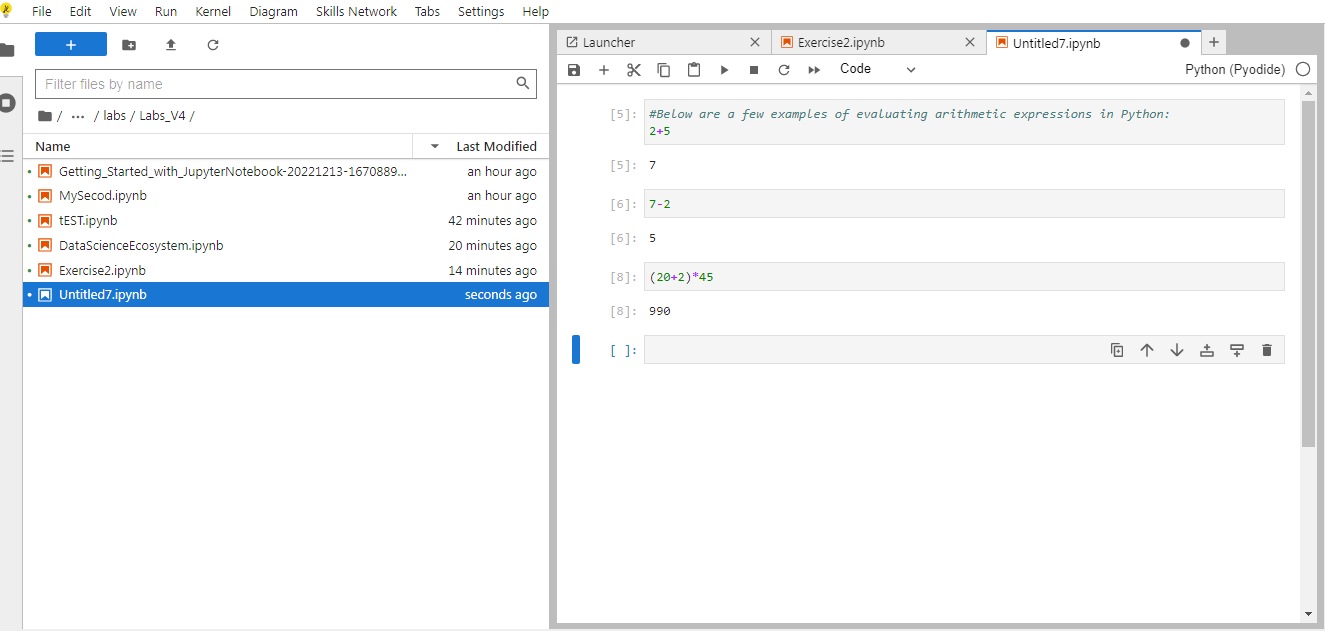 File Edit View Run Kernel Diagram Skills Network Tabs Settings Help
+
Filter files by name
/ ... / labs / Labs_V4 /
Name Last Modified
Getting_Started_with_JupyterNotebook-20221213-1670889... an hour ago
MySecod.ipynb an hour ago
tEST.ipynb 42 minutes ago
DataScienceEcosystem.ipynb 20 minutes ago
Exercise2.ipynb 14 minutes ago
Untitled7.ipynb seconds ago
Launcher Exercise2.ipynb Untitled7.ipynb
Code Python (Pyodide)
[5]: #Below are a few examples of evaluating arithmetic expressions in Python:
2+5
[5]: 7
[6]: 7-2
[6]: 5
[8]: (20+2)*45
[8]: 990
[ ]: